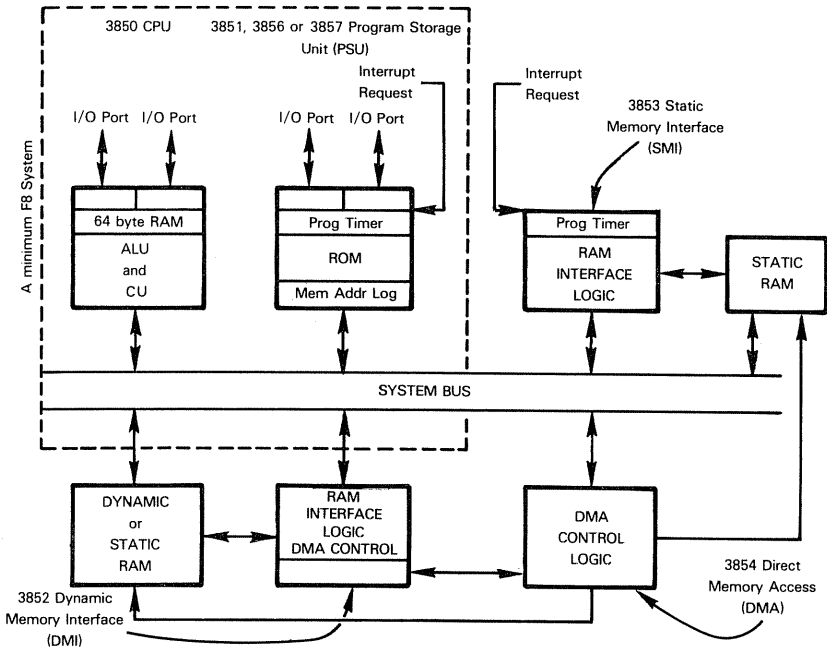 3850 CPU
3851, 3856 or 3857 Program Storage
Unit (PSU)
Interrupt
Request
Interrupt
Request
I/O Port
I/O Port
I/O Port
I/O Port
3853 Static
Memory Interface
(SMI)
A minimum F8 System
64 byte RAM
ALU
and
CU
Prog Timer
ROM
Mem Addr Log
Prog Timer
RAM
INTERFACE
LOGIC
STATIC
RAM
SYSTEM BUS
DYNAMIC
or
STATIC
RAM
RAM
INTERFACE
LOGIC
DMA CONTROL
DMA
CONTROL
LOGIC
3852 Dynamic
Memory Interface
(DMI)
3854 Direct
Memory Access
(DMA)